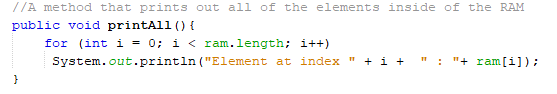 //A method that prints out all of the elements inside of the RAM
public void printAll(){
for (int i = 0; i < ram.length; i++)
System.out.println("Element at index " + i +  " : "+ ram[i]);
}